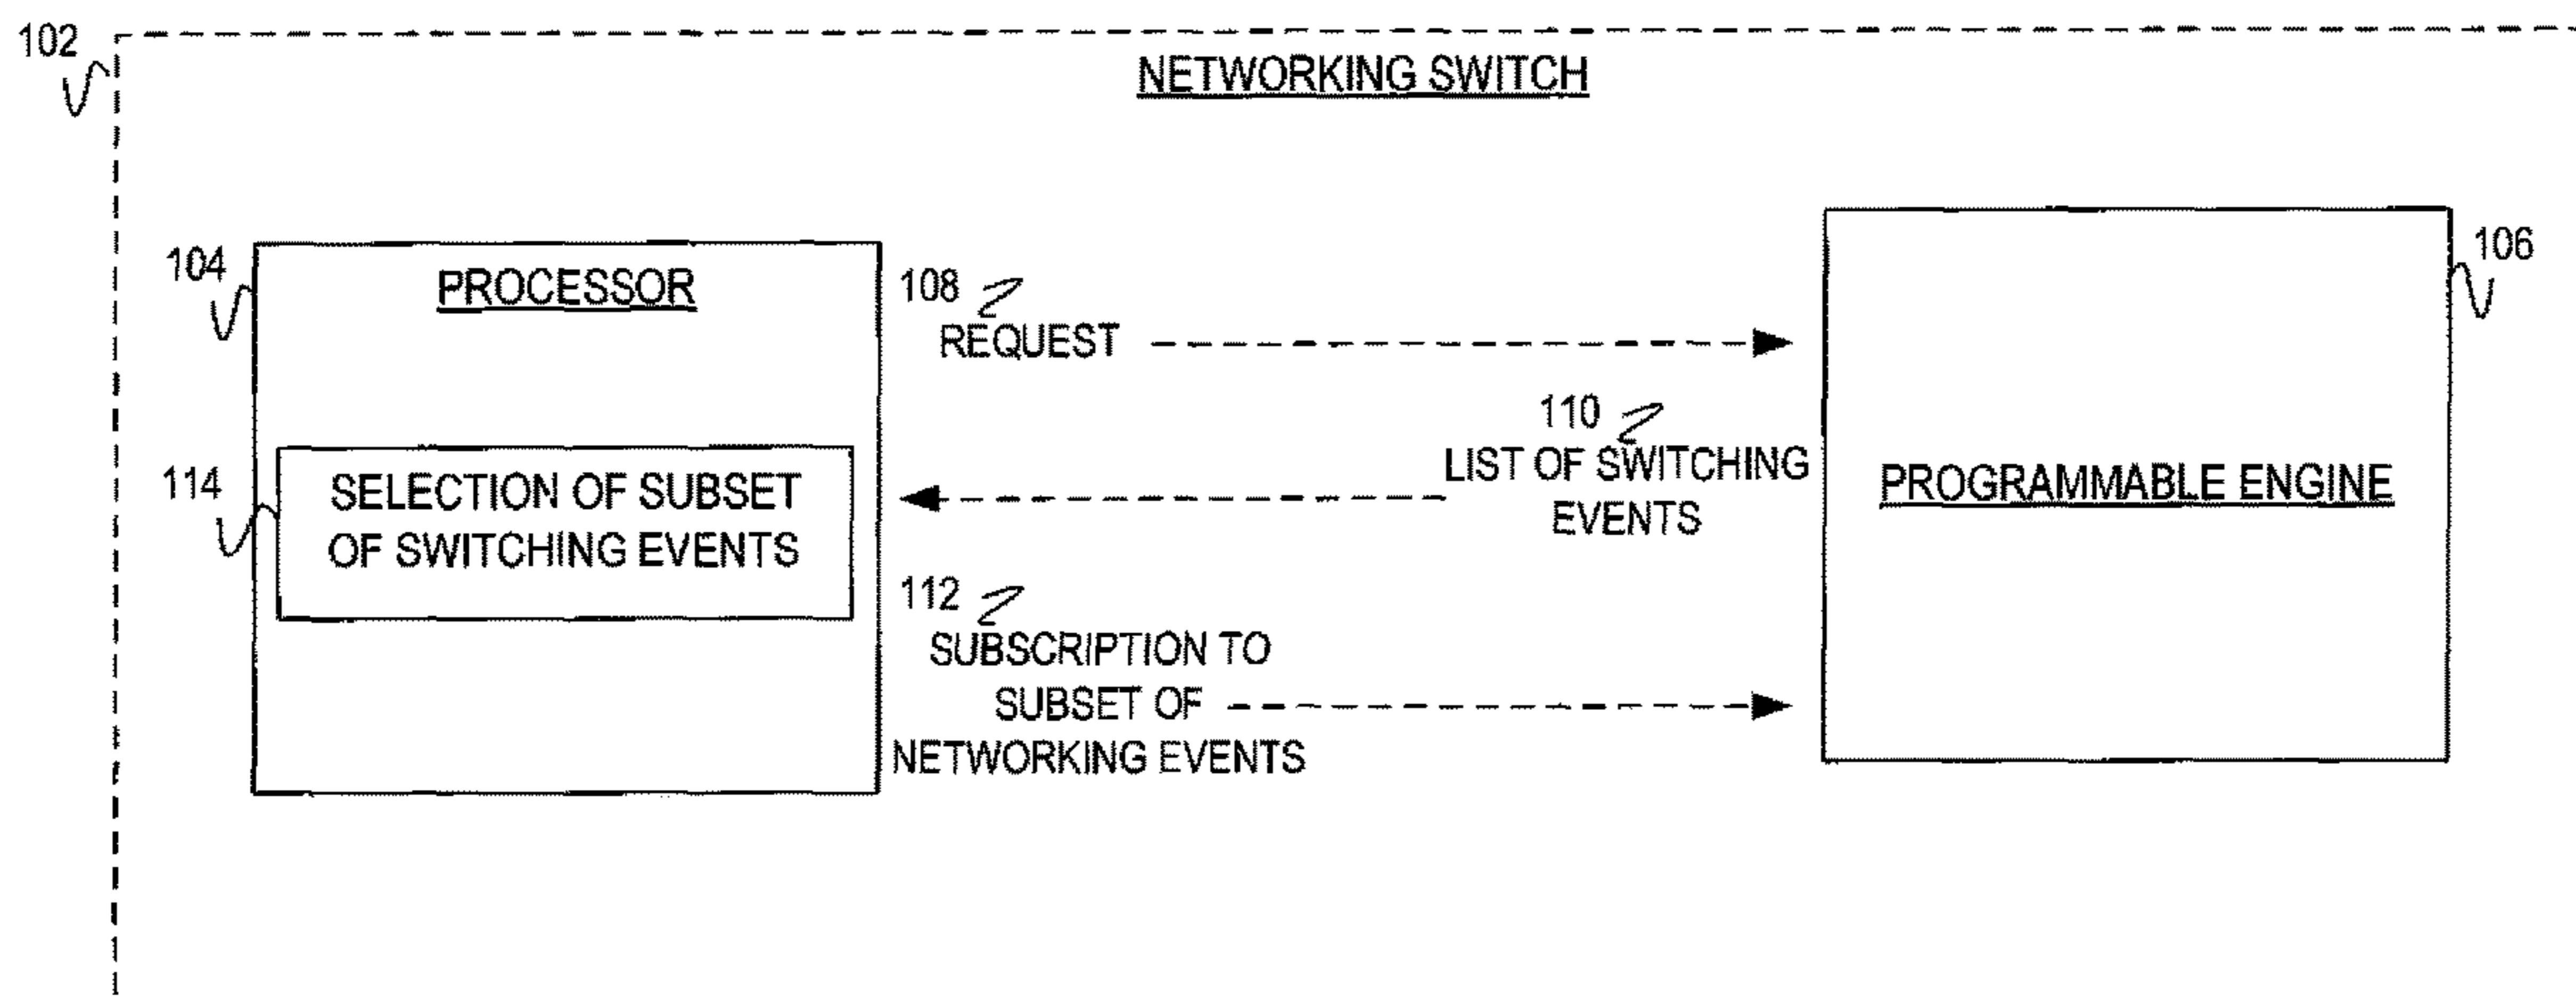 102
NETWORKING SWITCH
104
PROCESSOR
108
REQUEST
106
110
LIST OF SWITCHING
EVENTS
PROGRAMMABLE ENGINE
114
SELECTION OF SUBSET
OF SWITCHING EVENTS
112
SUBSCRIPTION TO
SUBSET OF
NETWORKING EVENTS